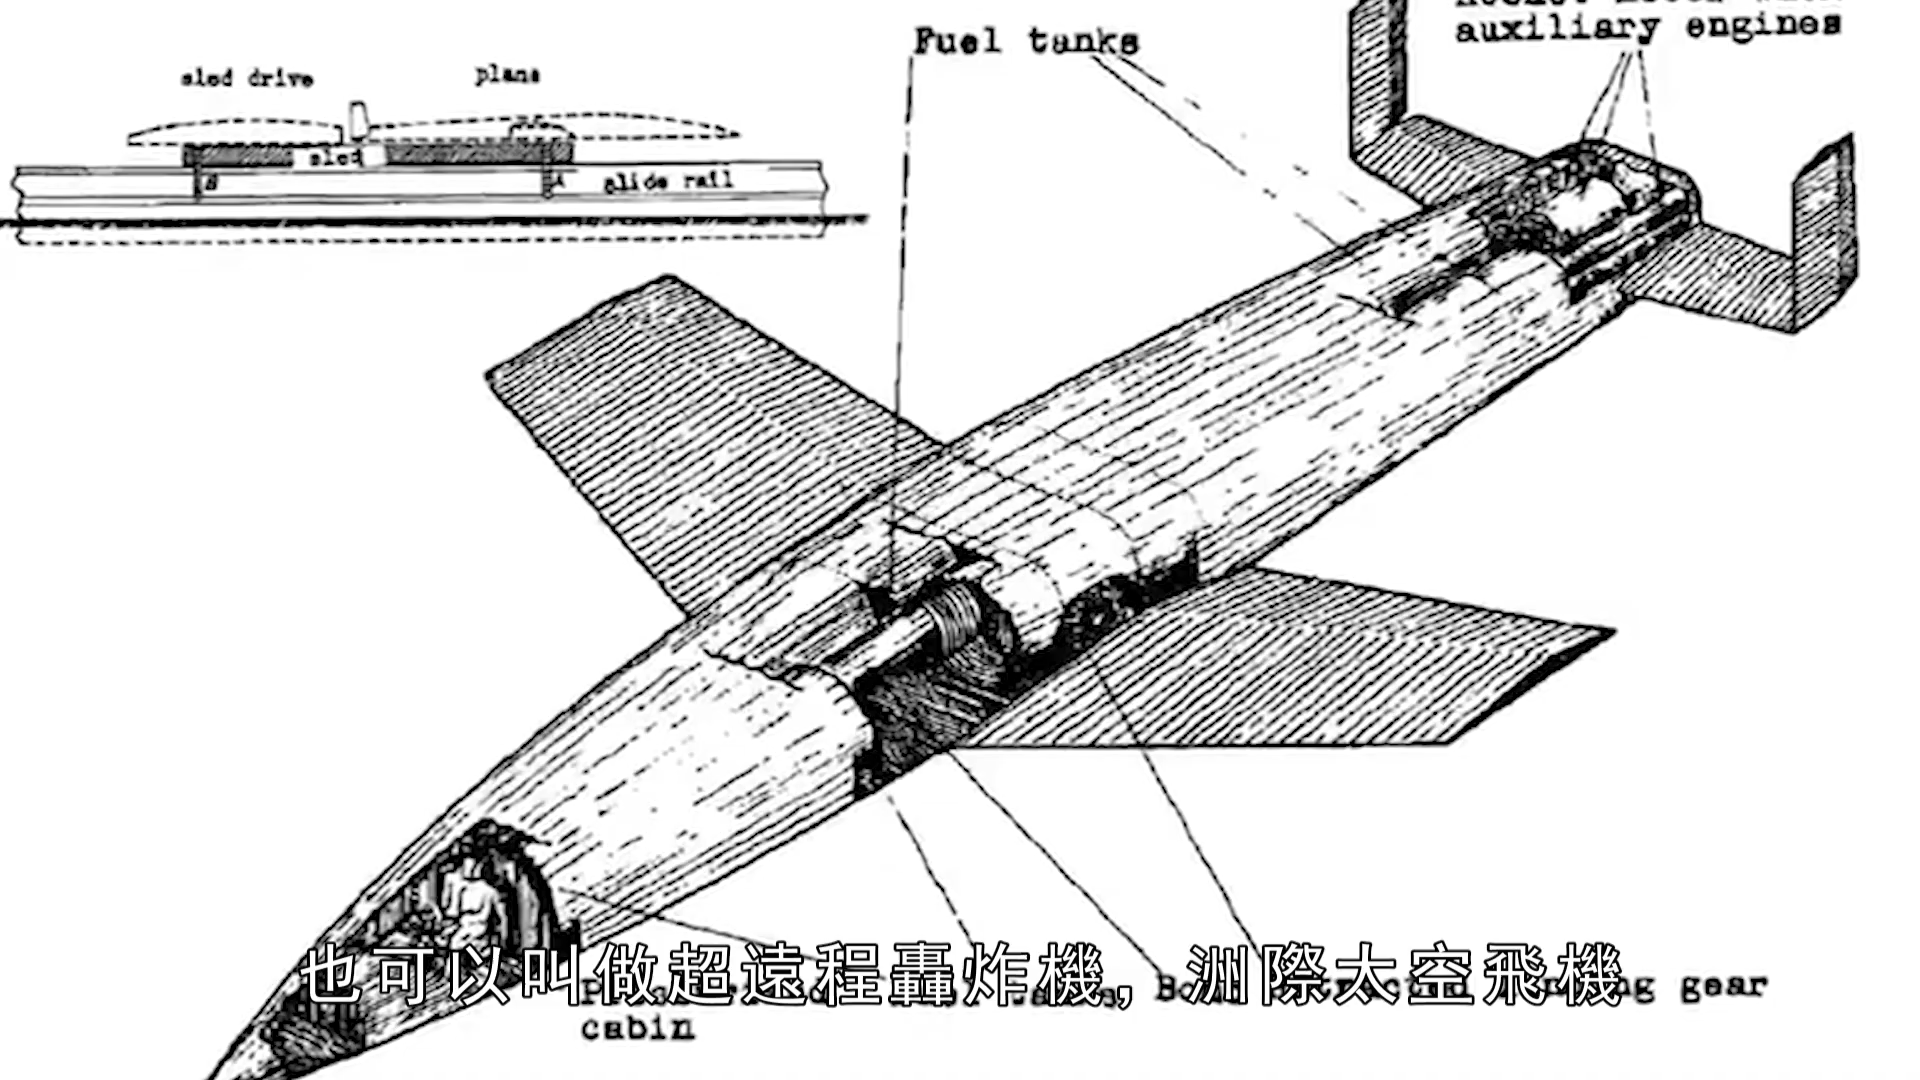 Fuel tanks
auxiliary engines
sled drive
plane
sled
B
A
glide rail
也可以叫做超遠程轟炸機，洲際太空飛機
gear
cabin